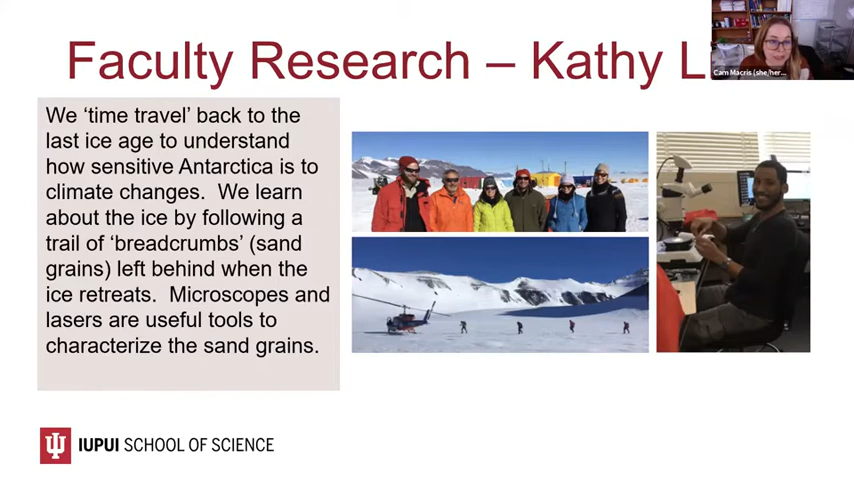 Faculty Research – Kathy L
Cam Macris (she/her...
We ‘time travel’ back to the
last ice age to understand
how sensitive Antarctica is to
climate changes.  We learn
about the ice by following a
trail of ‘breadcrumbs’ (sand
grains) left behind when the
ice retreats.  Microscopes and
lasers are useful tools to
characterize the sand grains.
IUPUI SCHOOL OF SCIENCE